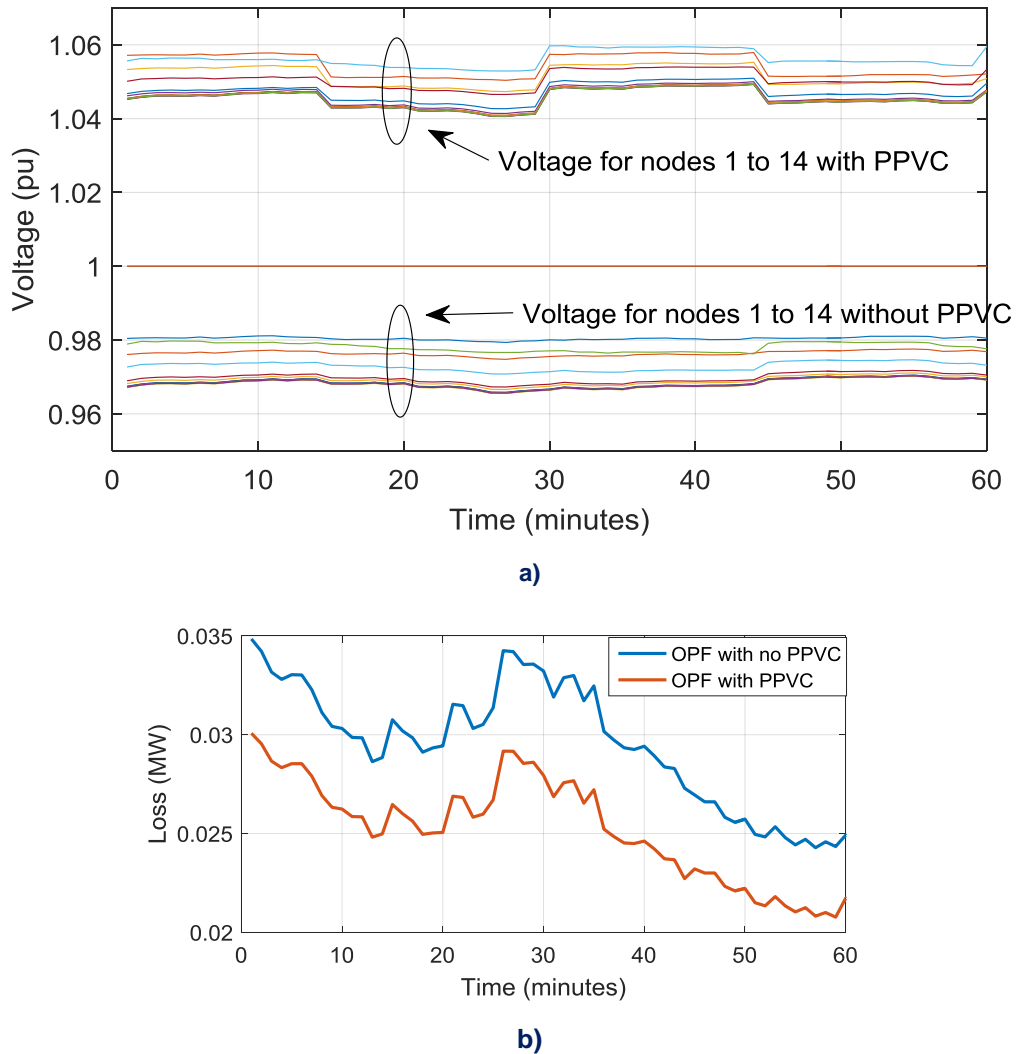 1.06
1.04
1.02
1
0.98
0.96
Voltage (pu)
Voltage for nodes 1 to 14 with PPVC
Voltage for nodes 1 to 14 without PPVC
0 10 20 30 40 50 60
Time (minutes)
a)
0.035
0.03
0.025
0.02
Loss (MW)
OPF with no PPVC
OPF with PPVC
0 10 20 30 40 50 60
Time (minutes)
b)